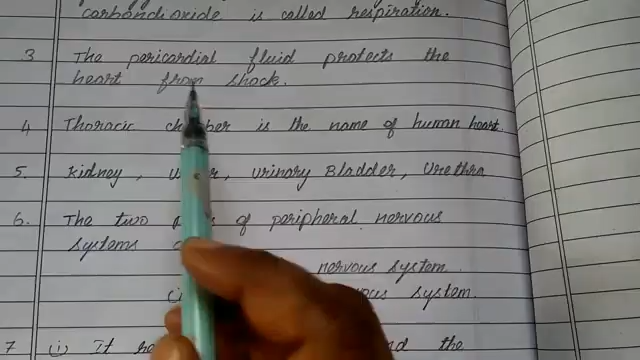 carbondioxide is called respiration.
3 The pericardial fluid protects the
heart from shock.
4 Thoracic is the name of human heart.
5. Kidney, , Urinary Bladder, Urethra
6. The two of peripheral nervous
systems
nervous system.
system.
7 (i) It the